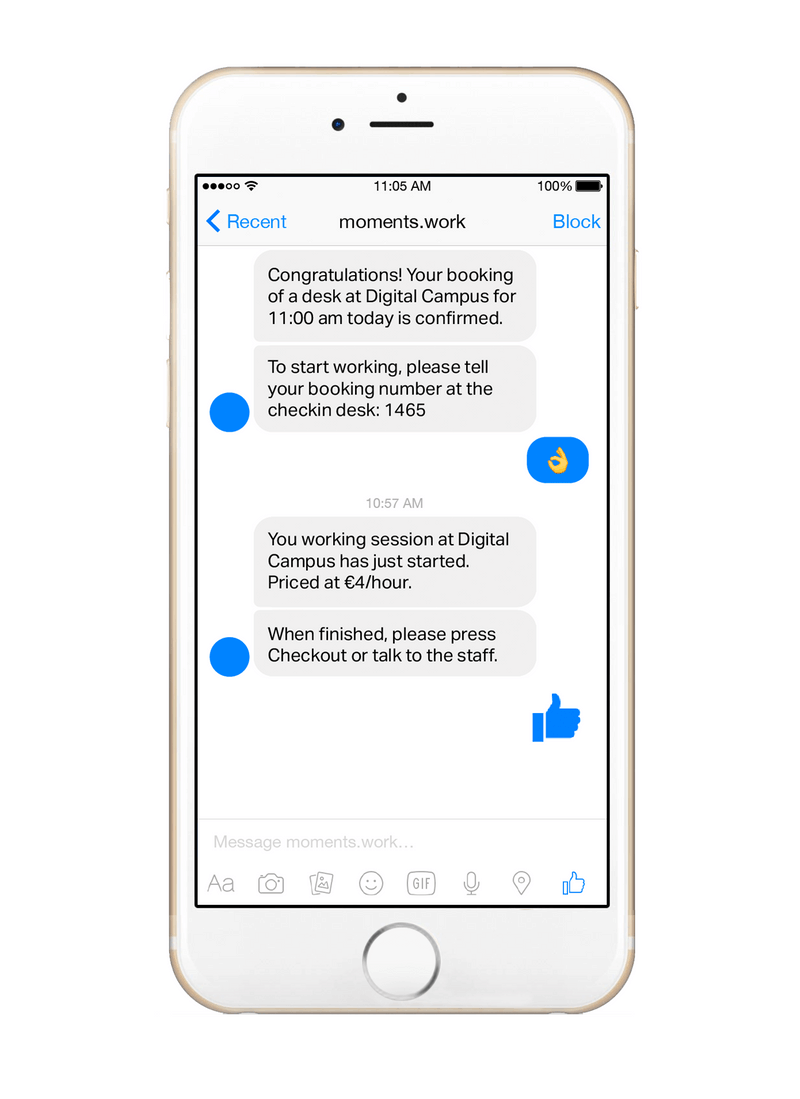 11:05 AM
100%
Recent
moments.work
Block
Congratulations! Your booking
of a desk at Digital Campus for
11:00 am today is confirmed.
To start working, please tell
your booking number at the
checkin desk: 1465
👌
10:57 AM
You working session at Digital
Campus has just started.
Priced at €4/hour.
When finished, please press
Checkout or talk to the staff.
Message moments.work…
Aa
GIF